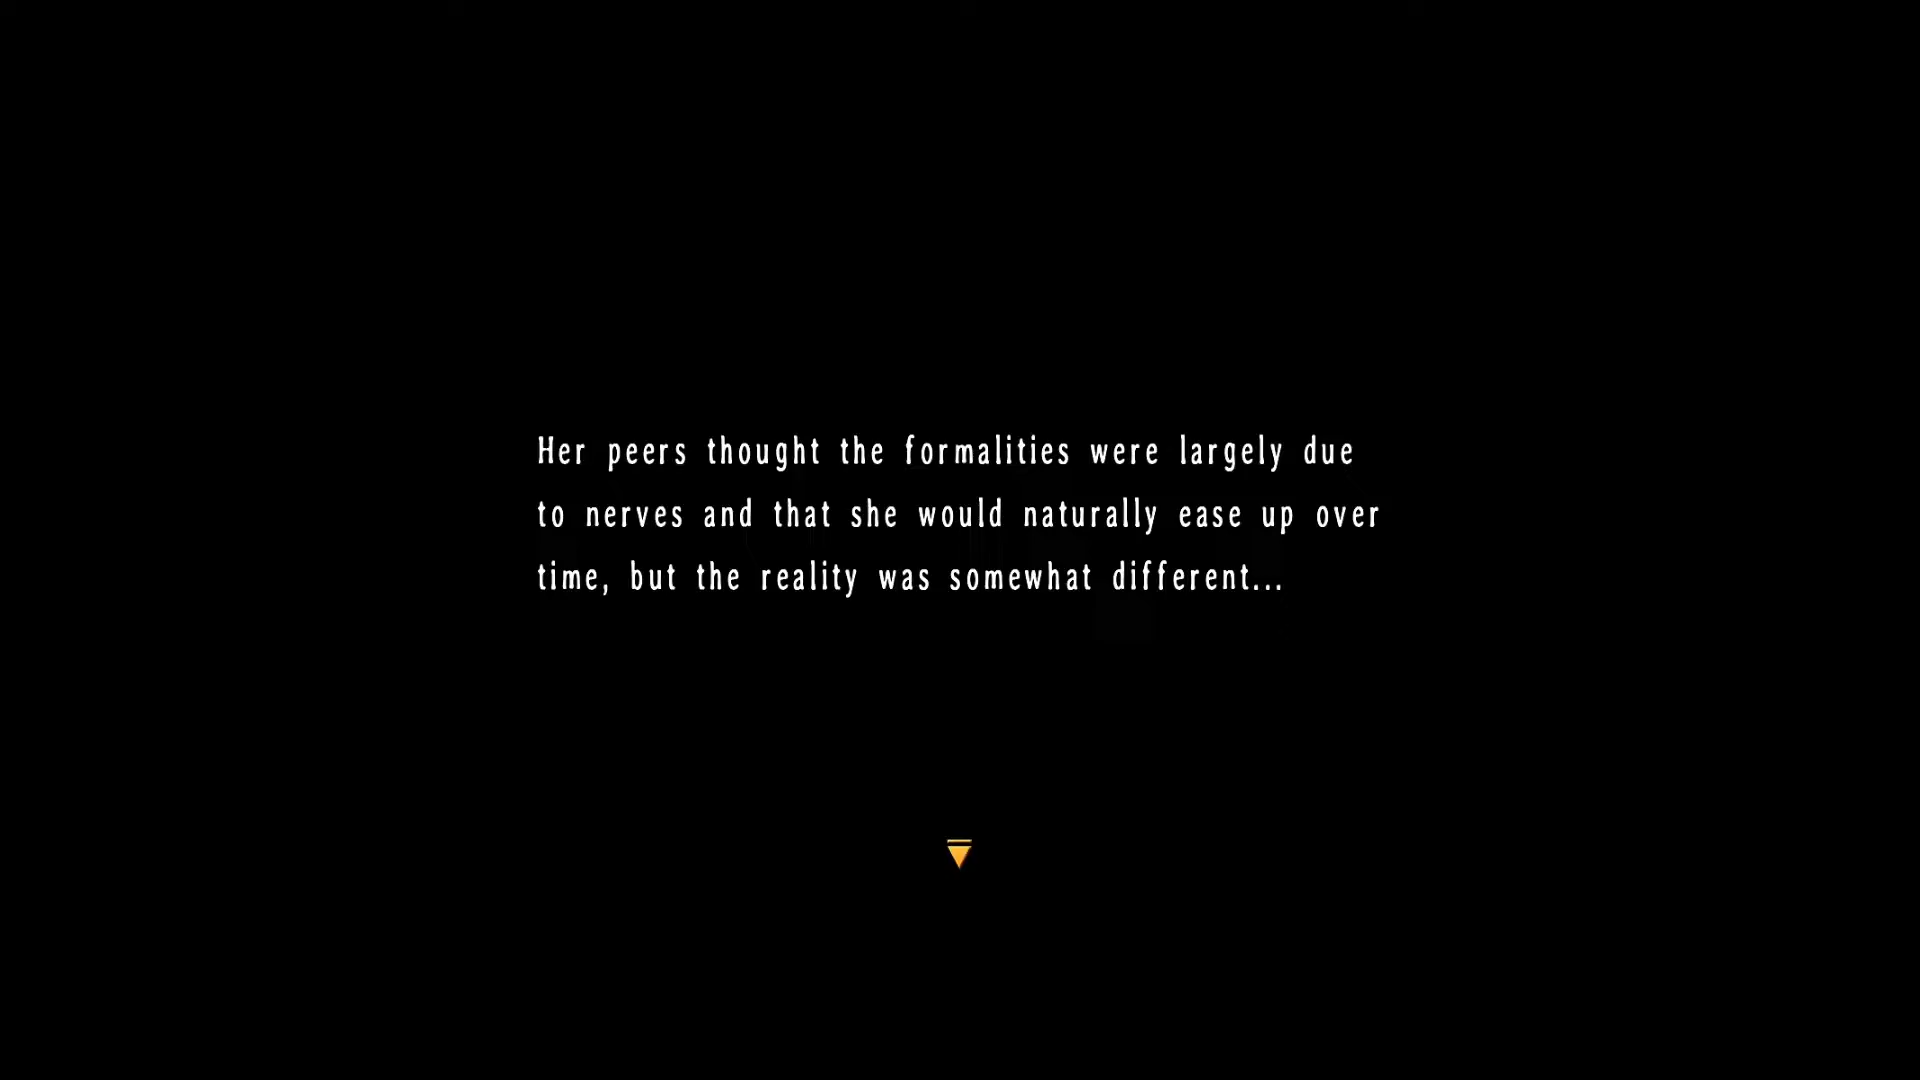 Her peers thought the formalities were largely due
to nerves and that she would naturally ease up over
time, but the reality was somewhat different...